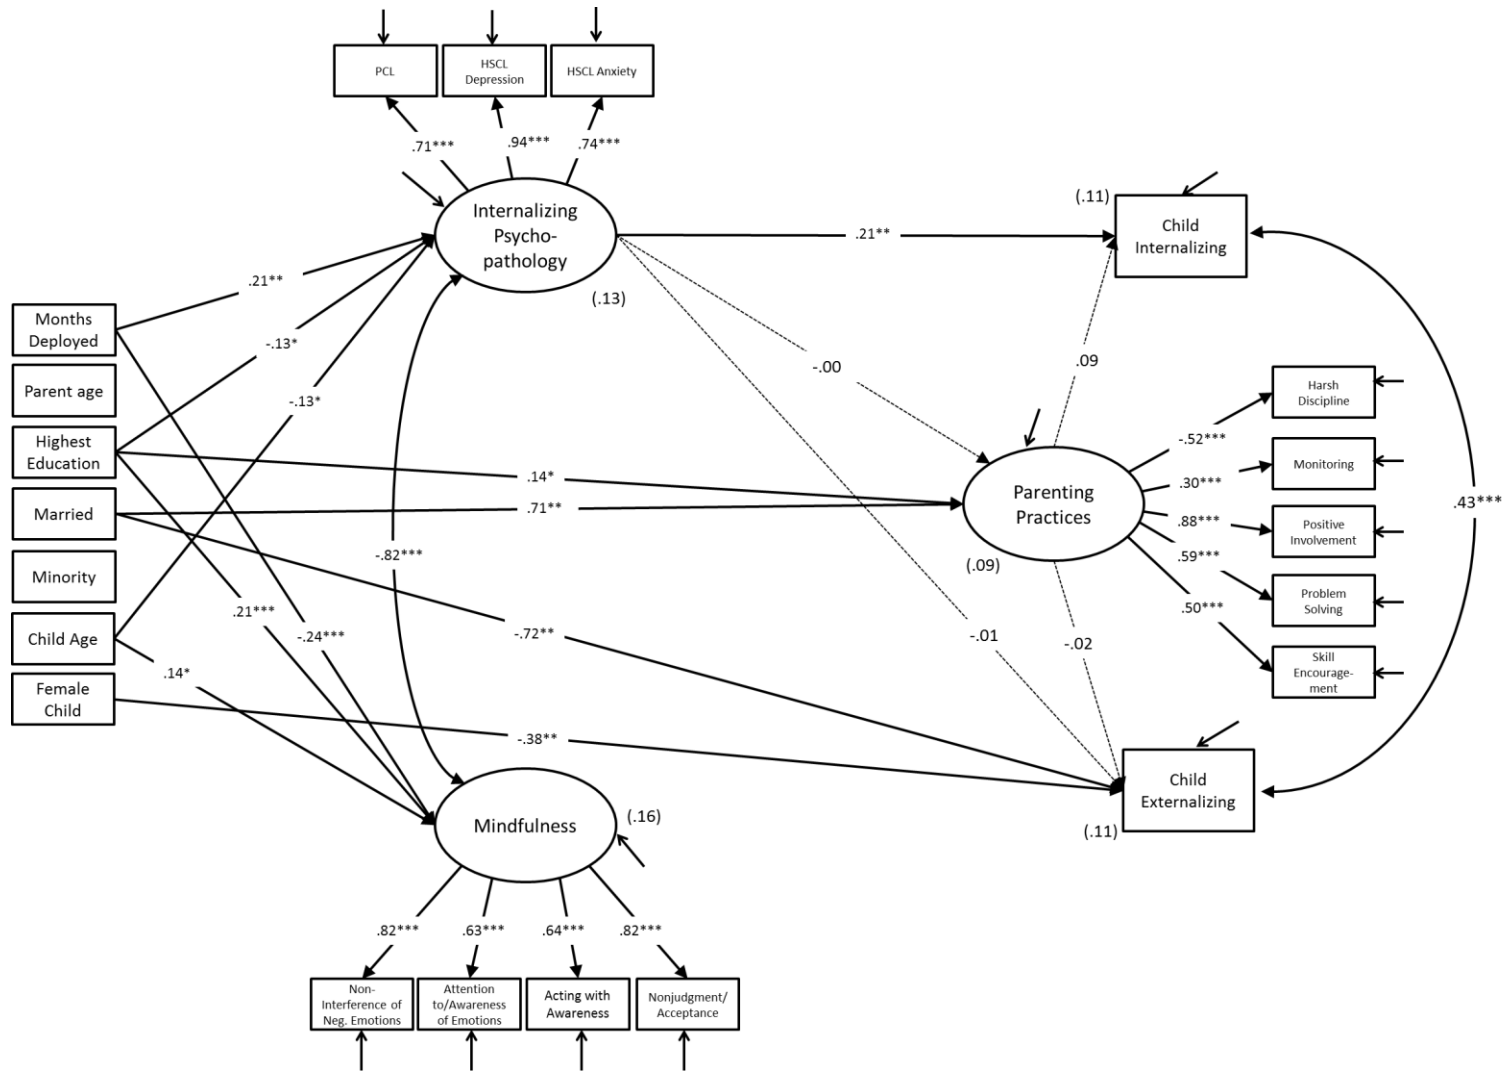 PCL
HSCL
Depression
HSCL Anxiety
.71***
.94***
.74***
Internalizing
Psycho-
pathology
(.13)
(.11)
Child
Internalizing
.21**
.21**
-.13*
-.13*
Months
Deployed
Parent age
Highest
Education
Married
Minority
Child Age
Female
Child
-.00
.09
.14*
.71**
-.82***
Parenting
Practices
(.09)
Harsh
Discipline
Monitoring
Positive
Involvement
Problem
Solving
Skill
Encourage-
ment
-.52***
.30***
.88***
.59***
.50***
.43***
.21***
-.24***
.14*
-.72**
-.01
-.02
-.38**
Child
Externalizing
(.11)
Mindfulness
(.16)
.82***
.63***
.64***
.82***
Non-
Interference of
Neg. Emotions
Attention
to/Awareness
of Emotions
Acting with
Awareness
Nonjudgment/
Acceptance